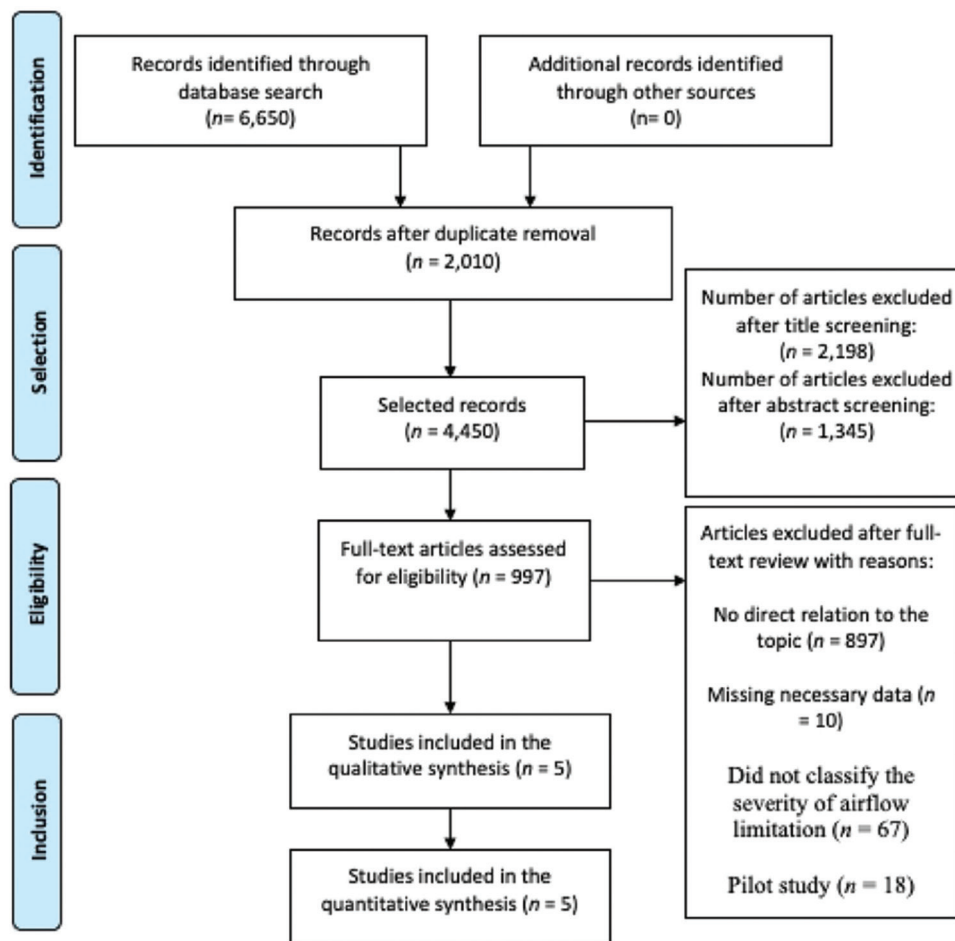 Identification
Records identified through
database search
(n= 6,650)
Additional records identified
through other sources
(n= 0)
Records after duplicate removal
(n = 2,010)
Selection
Number of articles excluded
after title screening:
(n = 2,198)
Number of articles excluded
after abstract screening:
(n = 1,345)
Selected records
(n = 4,450)
Eligibility
Full-text articles assessed
for eligibility (n = 997)
Articles excluded after full-
text review with reasons:
No direct relation to the
topic (n = 897)
Missing necessary data (n
= 10)
Did not classify the
severity of airflow
limitation (n = 67)
Pilot study (n = 18)
Inclusion
Studies included in the
qualitative synthesis (n = 5)
Studies included in the
quantitative synthesis (n = 5)